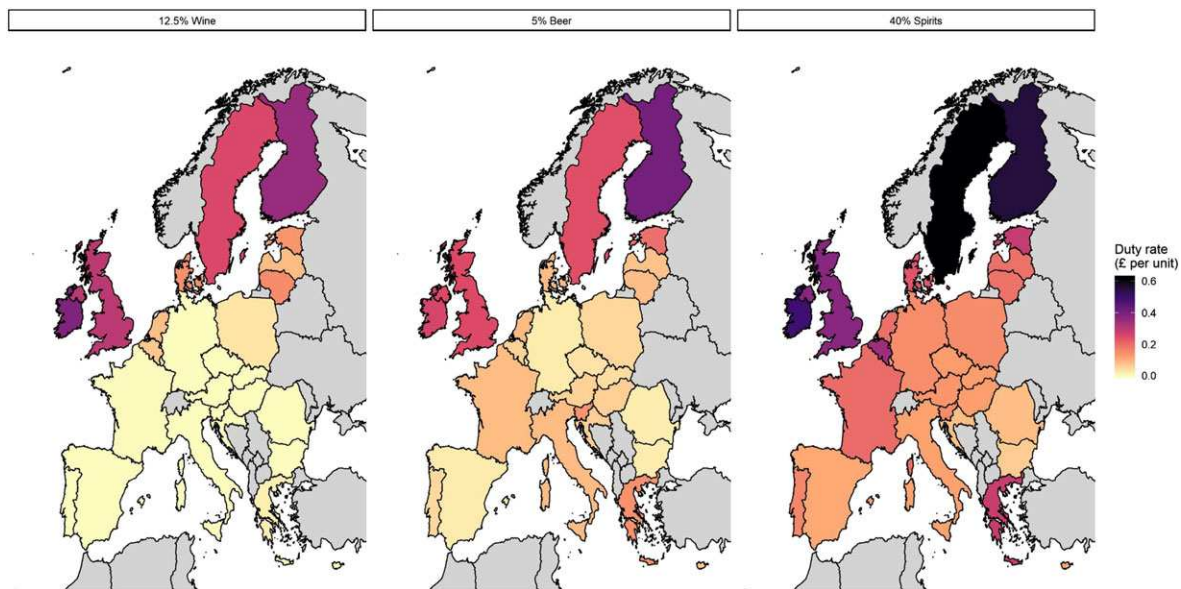 12.5% Wine
5% Beer
40% Spirits
Duty rate
(£ per unit)
0.6
0.4
0.2
0.0